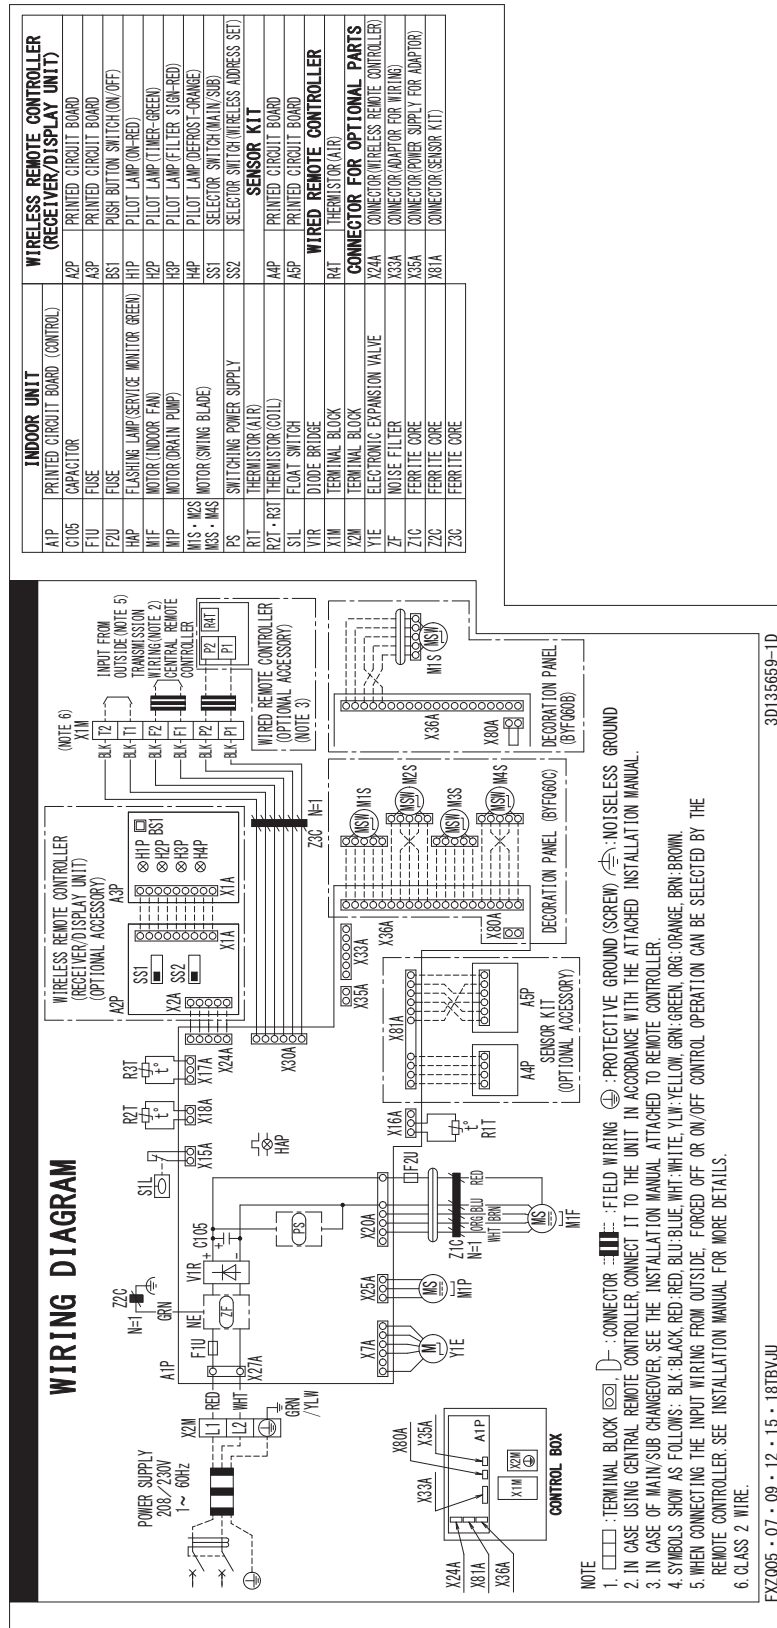 WIRING DIAGRAM
POWER SUPPLY
208/230V
1~ 60Hz
X2M
L1
L2
RED
WHT
GRN
/YLW
A1P
X27A
F1U
NE
ZF
GRN
N=1
Z2C
V1R
C105
+
-
+
PS
HAP
S1L
X15A
R2T
t°
X18A
R3T
t°
X17A
X24A
X30A
X35A
X33A
X36A
X7A
M
Y1E
X25A
MS
M1P
X20A
F2U
Z1C
N=1
WHT
ORG
BRN
BLU
RED
MS
M1F
X16A
R1T
t°
WIRELESS REMOTE CONTROLLER
(RECEIVER/DISPLAY UNIT)
(OPTIONAL ACCESSORY)
A2P
X2A
SS1
SS2
X1A
A3P
X1A
BS1
H1P
H2P
H3P
H4P
(NOTE 6)
X1M
BLK
T2
BLK
T1
BLK
F2
BLK
F1
BLK
P2
BLK
P1
Z3C
N=1
INPUT FROM
OUTSIDE(NOTE 5)
TRANSMISSION
WIRING(NOTE 2)
CENTRAL REMOTE
CONTROLLER
R4T
P2
P1
WIRED REMOTE CONTROLLER
(OPTIONAL ACCESSORY)
(NOTE 3)
X81A
A4P
A5P
SENSOR KIT
(OPTIONAL ACCESSORY)
X80A
MSW M1S
MSW M2S
MSW M3S
MSW M4S
DECORATION PANEL (BYFQ60C)
X36A
X80A
MSW
M1S
DECORATION PANEL
(BYFQ60B)
X24A
X81A
X36A
X33A
X80A
X35A
A1P
X1M
X2M
CONTROL BOX
NOTE
1. :TERMINAL BLOCK , :CONNECTOR :FIELD WIRING :PROTECTIVE GROUND(SCREW) :NOISELESS GROUND
2. IN CASE USING CENTRAL REMOTE CONTROLLER, CONNECT IT TO THE UNIT IN ACCORDANCE WITH THE ATTACHED INSTALLATION MANUAL.
3. IN CASE OF MAIN/SUB CHANGEOVER, SEE THE INSTALLATION MANUAL ATTACHED TO REMOTE CONTROLLER.
4. SYMBOLS SHOW AS FOLLOWS: BLK:BLACK, RED:RED, BLU:BLUE, WHT:WHITE, YLW:YELLOW, GRN:GREEN, ORG:ORANGE, BRN:BROWN.
5. WHEN CONNECTING THE INPUT WIRING FROM OUTSIDE, FORCED OFF OR ON/OFF CONTROL OPERATION CAN BE SELECTED BY THE
REMOTE CONTROLLER. SEE INSTALLATION MANUAL FOR MORE DETAILS.
6. CLASS 2 WIRE.
FXZQ05・07・09・12・15・18TBVJU
3D135659-1D
INDOOR UNIT
A1P PRINTED CIRCUIT BOARD (CONTROL)
C105 CAPACITOR
F1U FUSE
F2U FUSE
HAP FLASHING LAMP(SERVICE MONITOR GREEN)
M1F MOTOR(INDOOR FAN)
M1P MOTOR(DRAIN PUMP)
M1S・M2S
M3S・M4S MOTOR(SWING BLADE)
PS SWITCHING POWER SUPPLY
R1T THERMISTOR(AIR)
R2T・R3T THERMISTOR(COIL)
S1L FLOAT SWITCH
V1R DIODE BRIDGE
X1M TERMINAL BLOCK
X2M TERMINAL BLOCK
Y1E ELECTRONIC EXPANSION VALVE
ZF NOISE FILTER
Z1C FERRITE CORE
Z2C FERRITE CORE
Z3C FERRITE CORE
WIRELESS REMOTE CONTROLLER
(RECEIVER/DISPLAY UNIT)
A2P PRINTED CIRCUIT BOARD
A3P PRINTED CIRCUIT BOARD
BS1 PUSH BUTTON SWITCH(ON/OFF)
H1P PILOT LAMP(ON-RED)
H2P PILOT LAMP(TIMER-GREEN)
H3P PILOT LAMP(FILTER SIGN-RED)
H4P PILOT LAMP(DEFROST-ORANGE)
SS1 SELECTOR SWITCH(MAIN/SUB)
SS2 SELECTOR SWITCH(WIRELESS ADDRESS SET)
SENSOR KIT
A4P PRINTED CIRCUIT BOARD
A5P PRINTED CIRCUIT BOARD
WIRED REMOTE CONTROLLER
R4T THERMISTOR(AIR)
CONNECTOR FOR OPTIONAL PARTS
X24A CONNECTOR(WIRELESS REMOTE CONTROLLER)
X33A CONNECTOR(ADAPTOR FOR WIRING)
X35A CONNECTOR(POWER SUPPLY FOR ADAPTOR)
X81A CONNECTOR(SENSOR KIT)